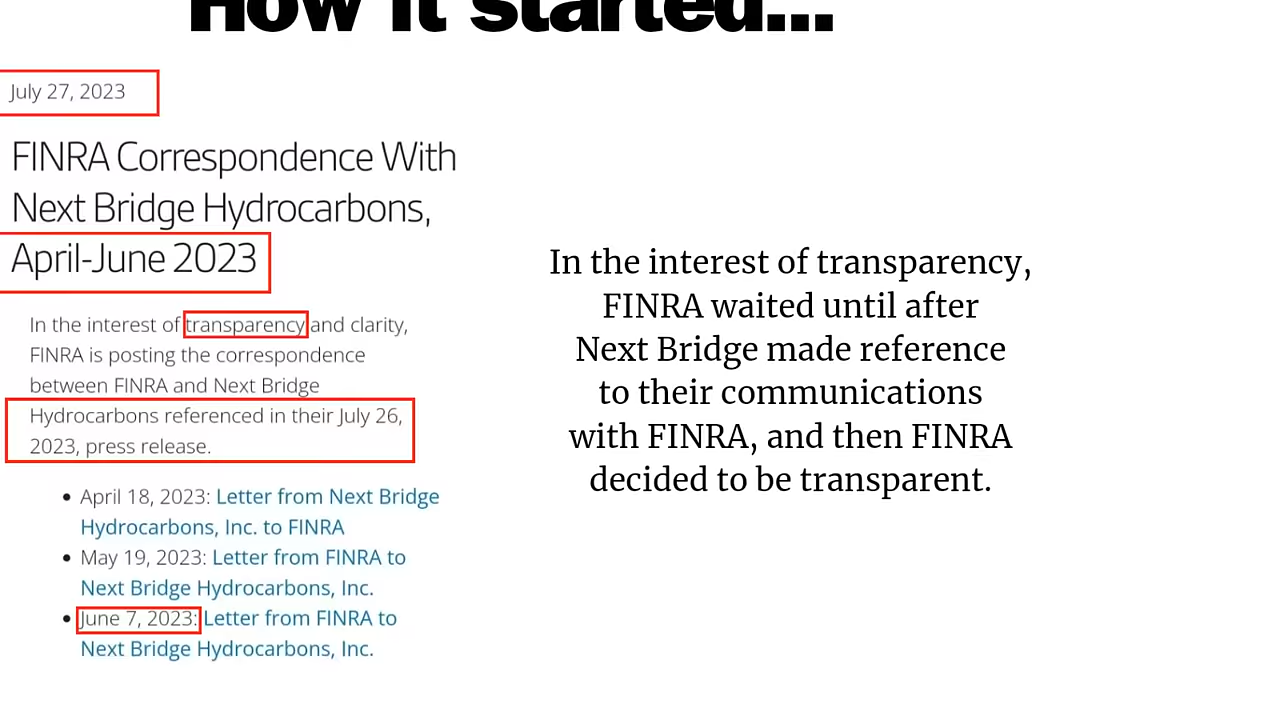 How it started...
July 27, 2023
FINRA Correspondence With
Next Bridge Hydrocarbons,
April-June 2023
In the interest of transparency and clarity,
FINRA is posting the correspondence
between FINRA and Next Bridge
Hydrocarbons referenced in their July 26,
2023, press release.
• April 18, 2023: Letter from Next Bridge
Hydrocarbons, Inc. to FINRA
• May 19, 2023: Letter from FINRA to
Next Bridge Hydrocarbons, Inc.
• June 7, 2023: Letter from FINRA to
Next Bridge Hydrocarbons, Inc.
In the interest of transparency,
FINRA waited until after
Next Bridge made reference
to their communications
with FINRA, and then FINRA
decided to be transparent.